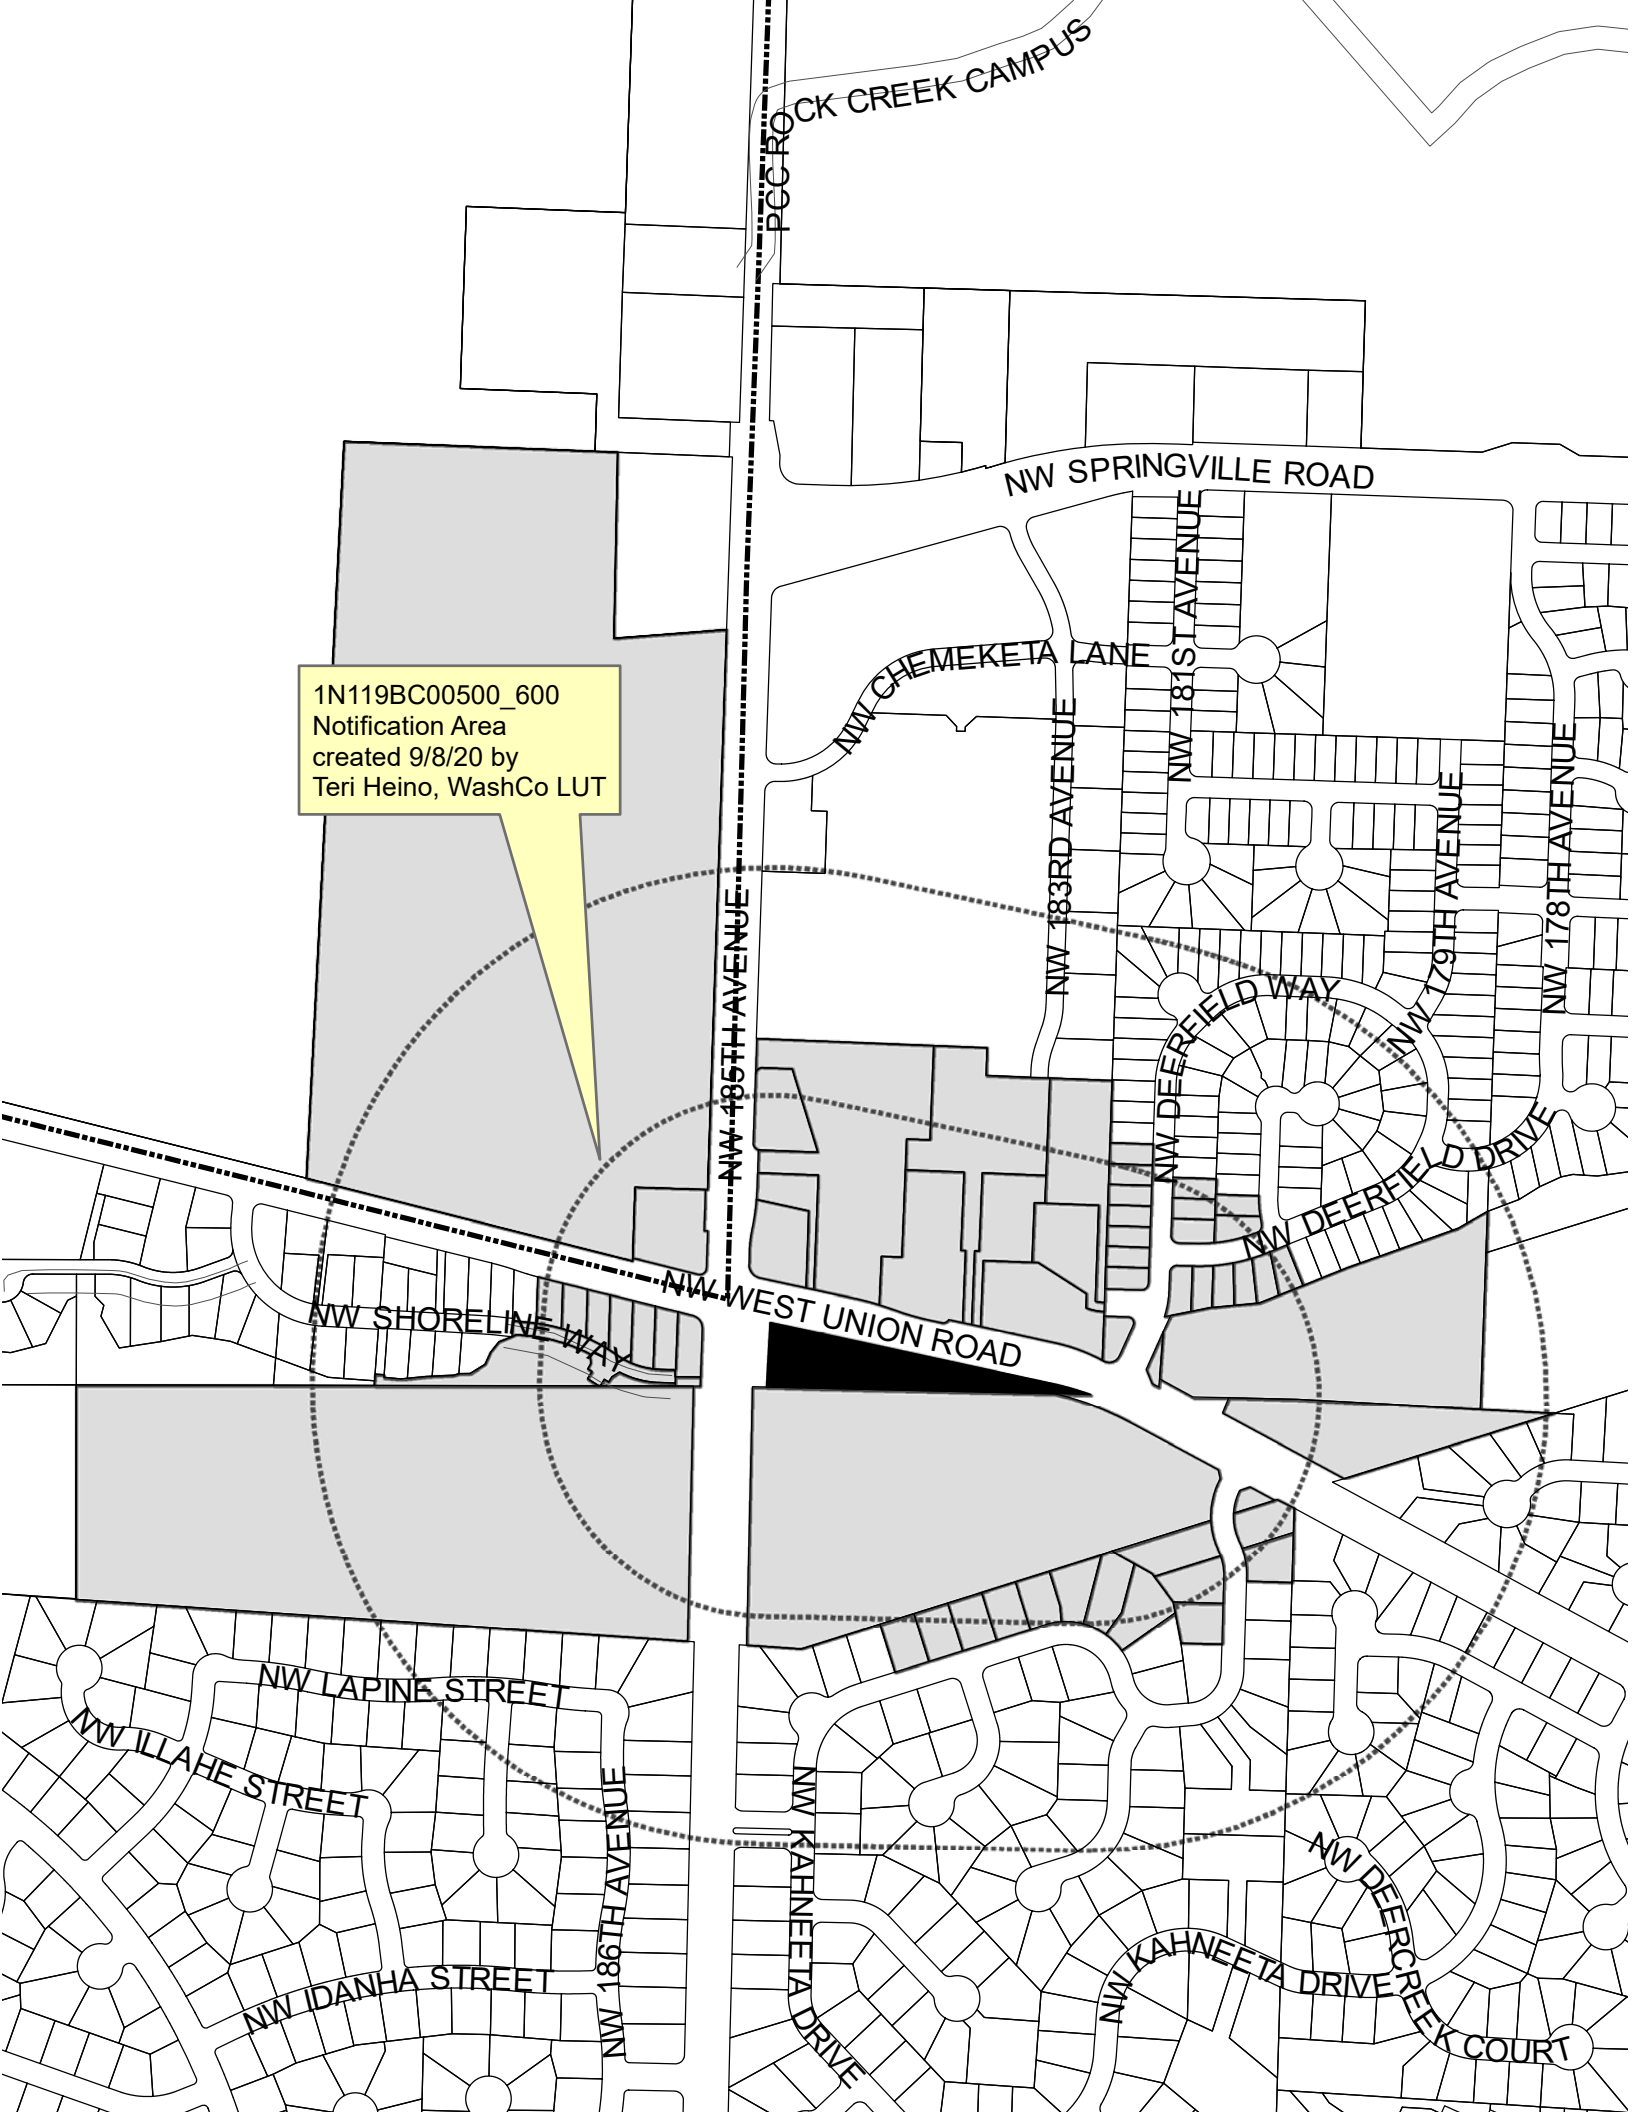 PCC ROCK CREEK CAMPUS
NW SPRINGVILLE ROAD
NW 181ST AVENUE
NW CHEMEKETA LANE
1N119BC00500_600
Notification Area
created 9/8/20 by
Teri Heino, WashCo LUT
NW 183RD AVENUE
NW 179TH AVENUE
NW 178TH AVENUE
NW 185TH AVENUE
NW DEERFIELD WAY
NW DEERFIELD DRIVE
NW WEST UNION ROAD
NW SHORELINE WAY
NW LAPINE STREET
NW ILLAHE STREET
NW 186TH AVENUE
NW KAHNEETA DRIVE
NW IDANHA STREET
NW KAHNEETA DRIVE
NW DEERCREEK COURT